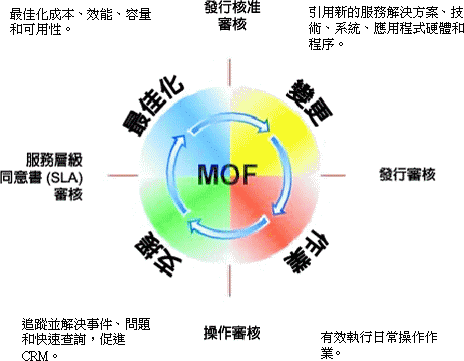 最佳化成本、效能、容量
和可用性。
發行核准
審核
引用新的服務解決方案、技
術、系統、應用程式硬體和
程序。
最佳化
變更
服務層級
同意書 (SLA)
審核
MOF
發行審核
支援
作業
追蹤並解決事件、問題
和快速查詢，促進
CRM。
操作審核
有效執行日常操作作
業。